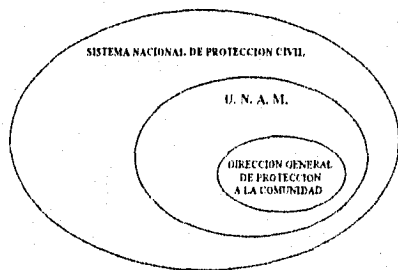 SISTEMA NACIONAL DE PROTECCION CIVIL
U. N. A. M.
DIRECCION GENERAL
DE PROTECCION
A LA COMUNIDAD